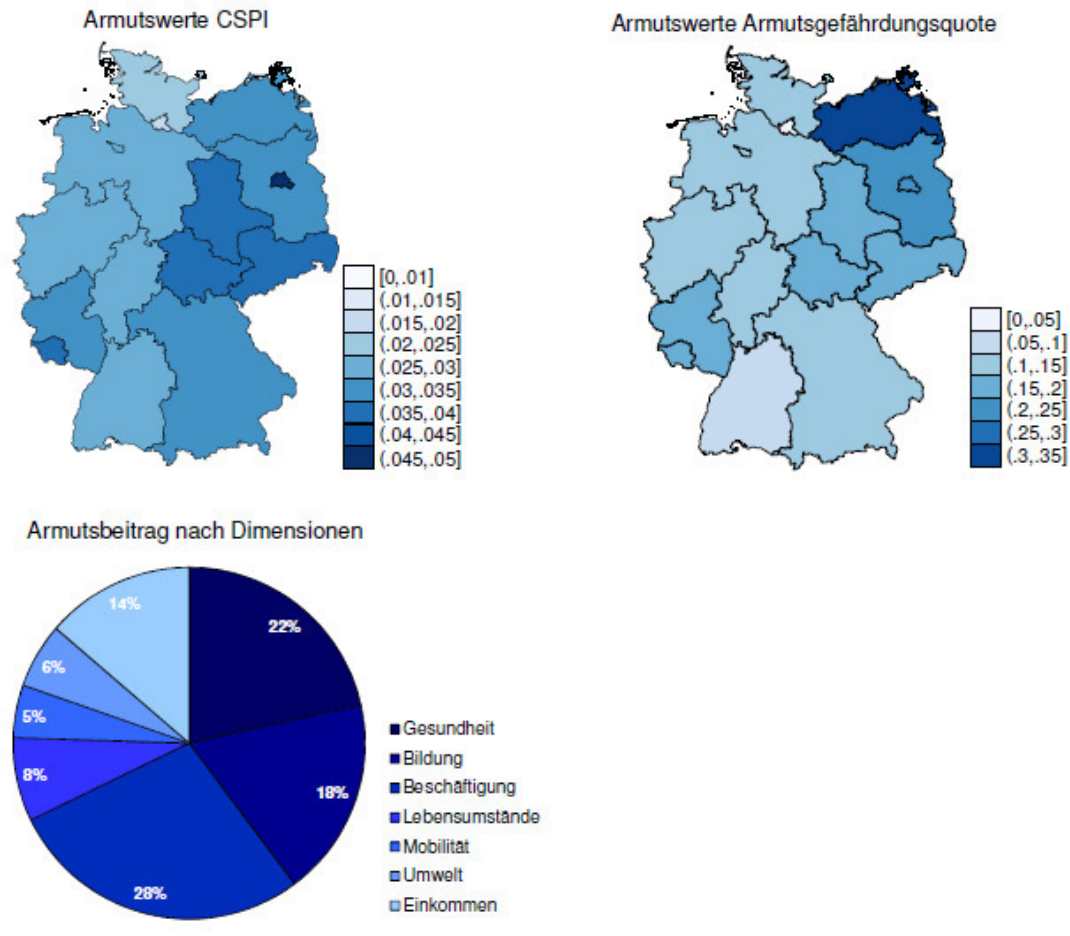 Armutswerte CSPI
[0,.01]
(.01,.015]
(.015,.02]
(.02,.025]
(.025,.03]
(.03,.035]
(.035,.04]
(.04,.045]
(.045,.05]
Armutswerte Armutsgefährdungsquote
[0,.05]
(.05,.1]
(.1,.15]
(.15,.2]
(.2,.25]
(.25,.3]
(.3,.35]
Armutsbeitrag nach Dimensionen
14%
22%
6%
5%
8%
18%
28%
Gesundheit
Bildung
Beschäftigung
Lebensumstände
Mobilität
Umwelt
Einkommen